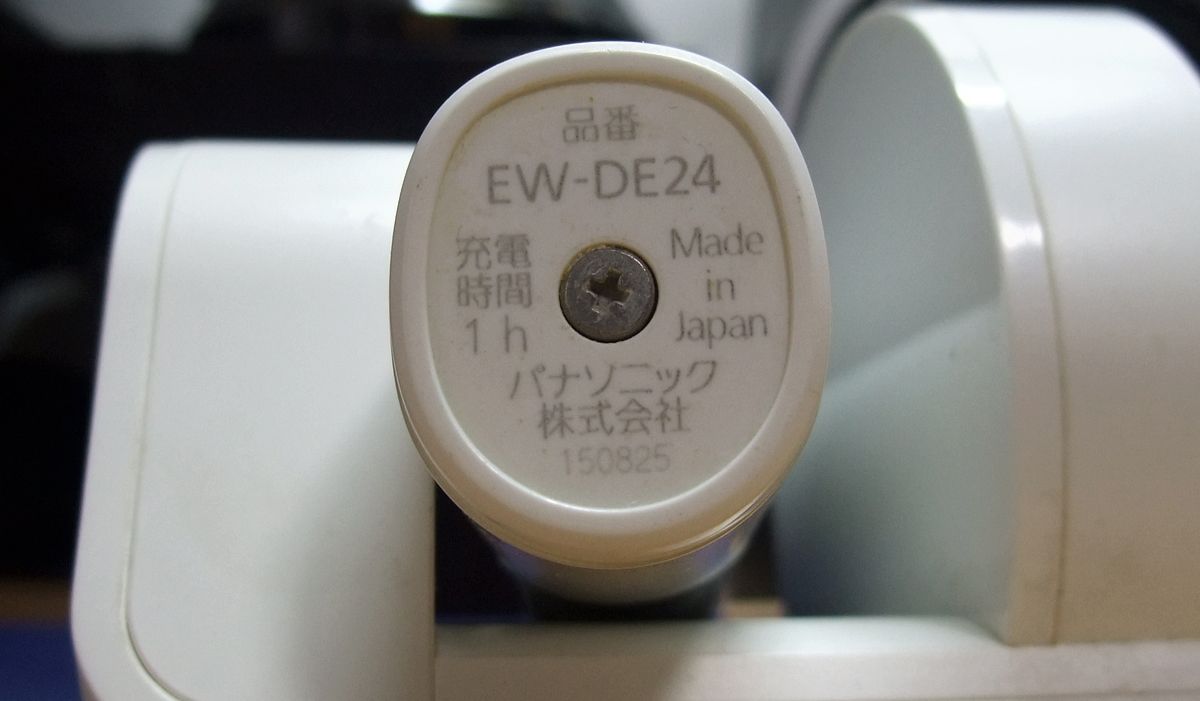 品番
EW-DE24
充電
時間
1 h
Made
in
Japan
パナソニック
株式会社
150825